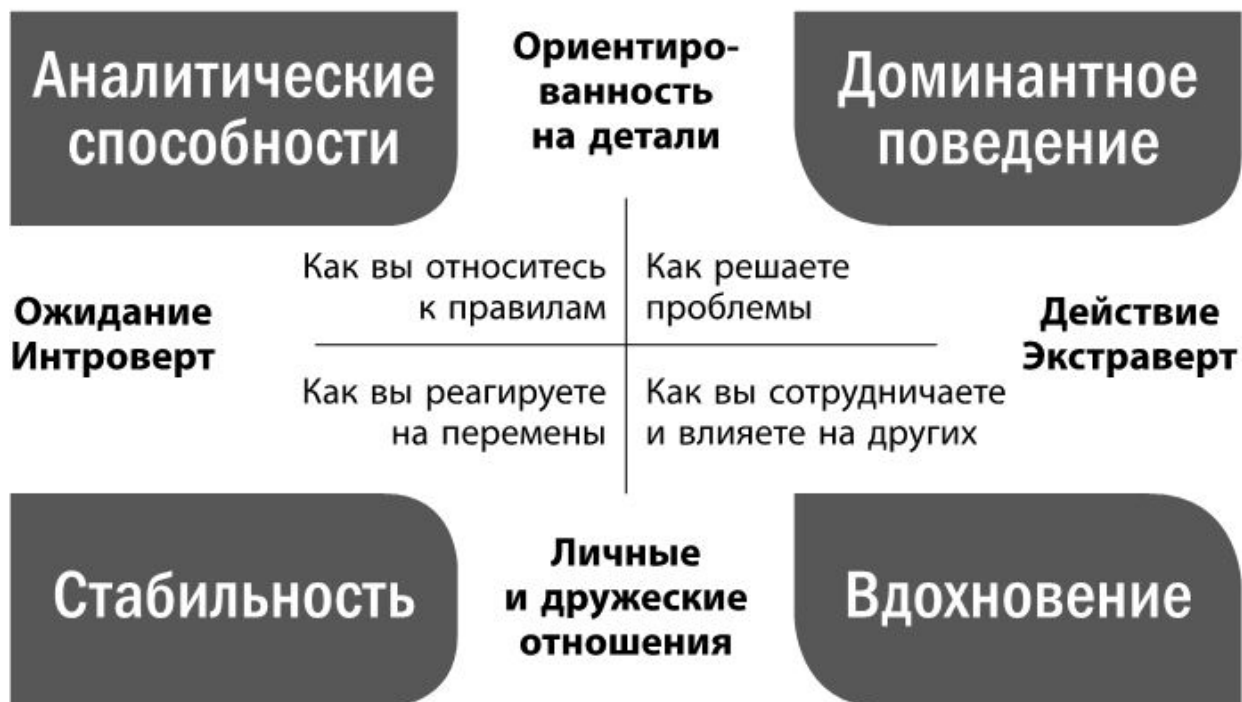 Аналитические
способности
Ориентиро-
ванность
на детали
Доминантное
поведение
Как вы относитесь
к правилам
Как решаете
проблемы
Ожидание
Интроверт
Действие
Экстраверт
Как вы реагируете
на перемены
Как вы сотрудничаете
и влияете на других
Стабильность
Личные
и дружеские
отношения
Вдохновение